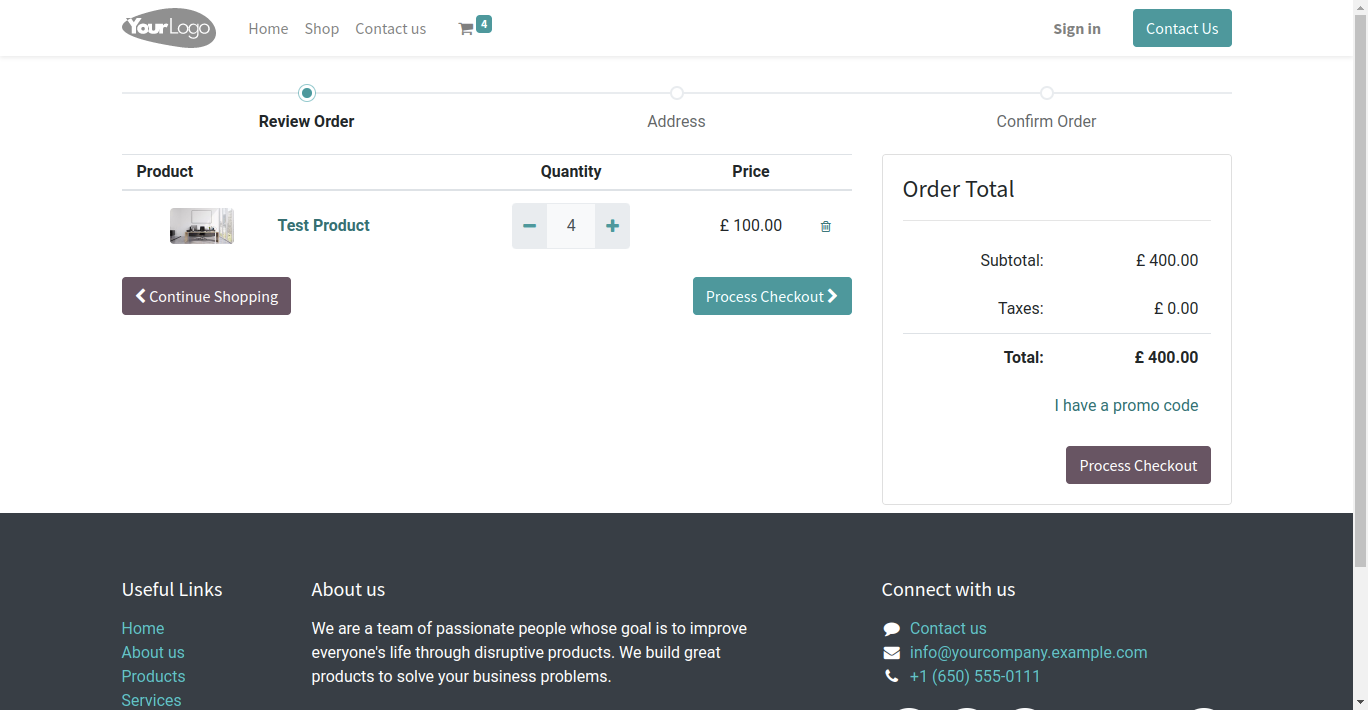 YourLogo
Home Shop Contact us 4 Sign in Contact Us
Review Order Address Confirm Order
Product Quantity Price
Test Product 4 £ 100.00
Continue Shopping Process Checkout
Order Total
Subtotal: £ 400.00
Taxes: £ 0.00
Total: £ 400.00
I have a promo code
Process Checkout
Useful Links
Home
About us
Products
Services
About us
We are a team of passionate people whose goal is to improve
everyone's life through disruptive products. We build great
products to solve your business problems.
Connect with us
Contact us
info@yourcompany.example.com
+1 (650) 555-0111